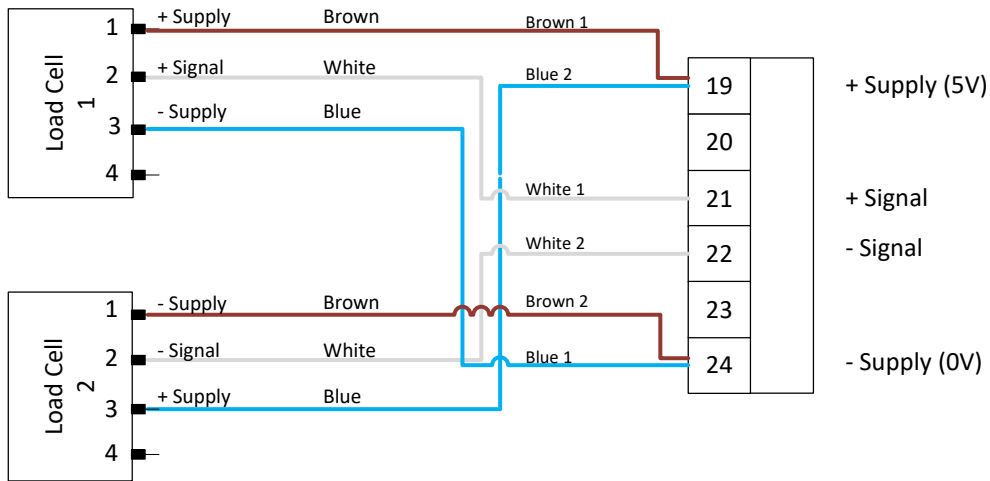 Load Cell 1
1
+ Supply
Brown
Brown 1
2
+ Signal
White
Blue 2
3
- Supply
Blue
4
19
+ Supply (5V)
20
White 1
21
+ Signal
White 2
22
- Signal
23
Load Cell 2
1
- Supply
Brown
Brown 2
2
- Signal
White
Blue 1
24
- Supply (0V)
3
+ Supply
Blue
4